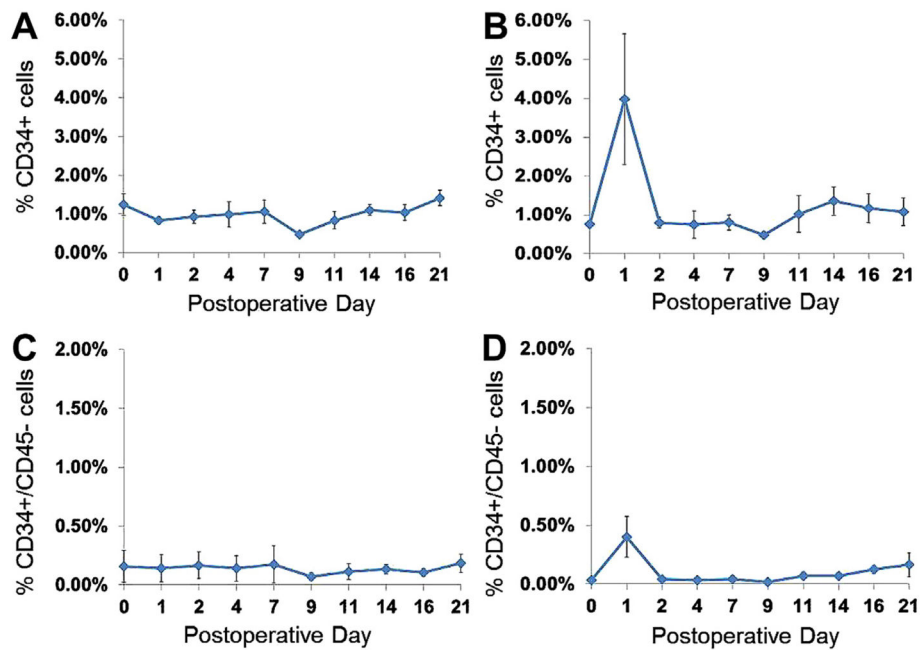 A
% CD34+ cells
6.00%
5.00%
4.00%
3.00%
2.00%
1.00%
0.00%
0 1 2 4 7 9 11 14 16 21
Postoperative Day
B
% CD34+ cells
6.00%
5.00%
4.00%
3.00%
2.00%
1.00%
0.00%
0 1 2 4 7 9 11 14 16 21
Postoperative Day
C
% CD34+/CD45- cells
2.00%
1.50%
1.00%
0.50%
0.00%
0 1 2 4 7 9 11 14 16 21
Postoperative Day
D
% CD34+/CD45- cells
2.00%
1.50%
1.00%
0.50%
0.00%
0 1 2 4 7 9 11 14 16 21
Postoperative Day